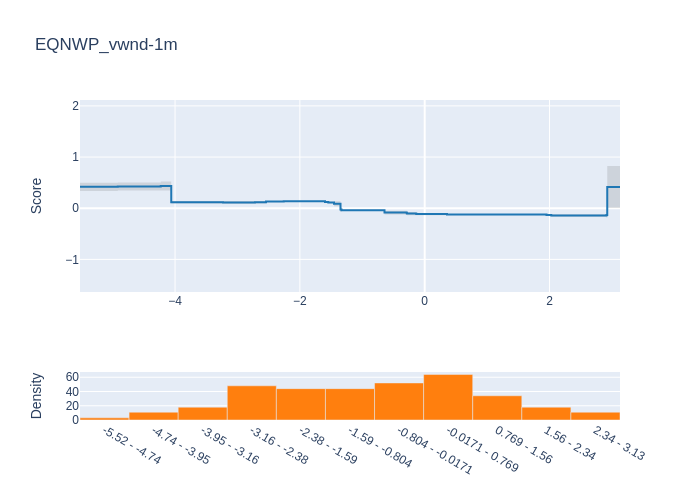 EQNWP_vwnd-1m
Score
2
1
0
−1
−4
−2
0
2
Density
60
40
20
0
-5.52 - -4.74
-4.74 - -3.95
-3.95 - -3.16
-3.16 - -2.38
-2.38 - -1.59
-1.59 - -0.804
-0.804 - -0.0171
-0.0171 - 0.769
0.769 - 1.56
1.56 - 2.34
2.34 - 3.13